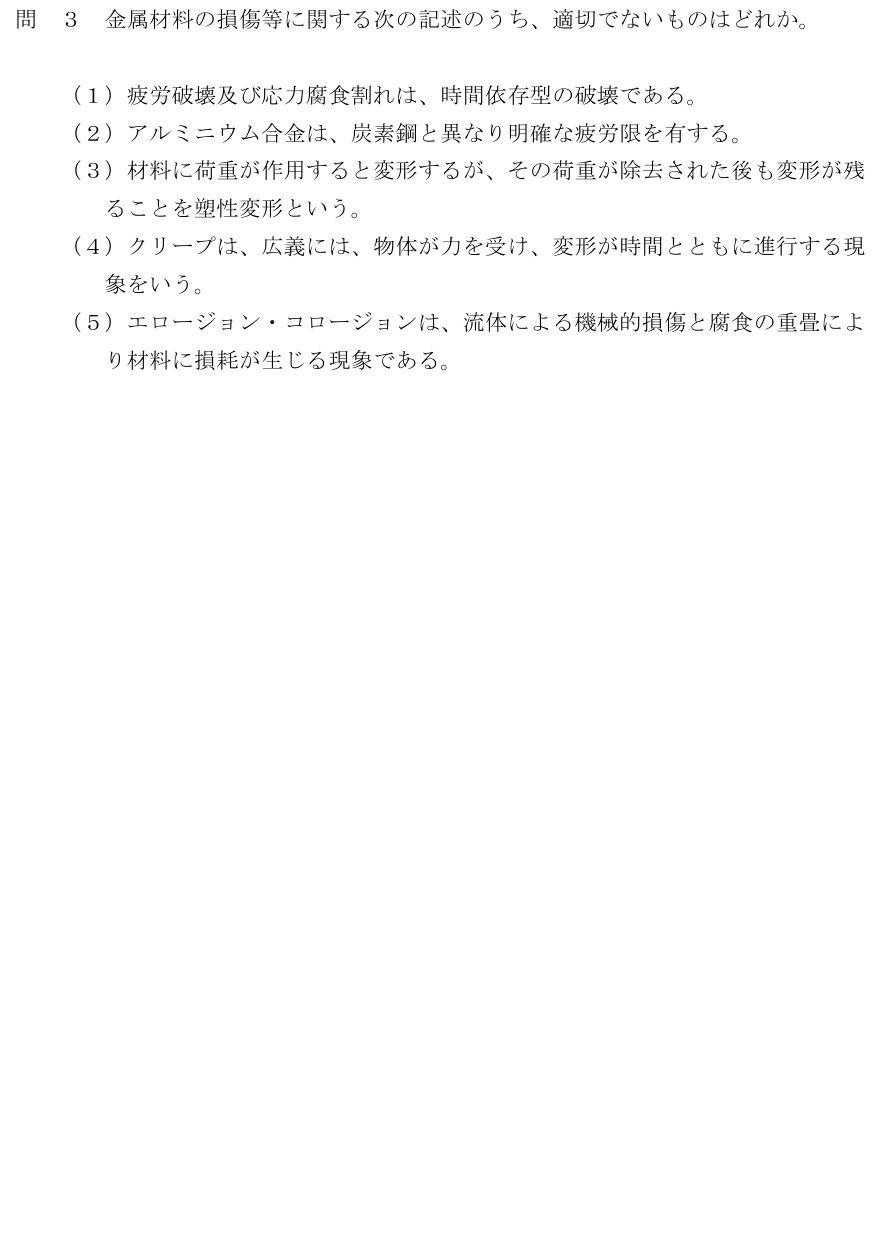 問　３　金属材料の損傷等に関する次の記述のうち、適切でないものはどれか。
（１）疲労破壊及び応力腐食割れは、時間依存型の破壊である。
（２）アルミニウム合金は、炭素鋼と異なり明確な疲労限を有する。
（３）材料に荷重が作用すると変形するが、その荷重が除去された後も変形が残
ることを塑性変形という。
（４）クリープは、広義には、物体が力を受け、変形が時間とともに進行する現
象をいう。
（５）エロージョン・コロージョンは、流体による機械的損傷と腐食の重畳によ
り材料に損耗が生じる現象である。